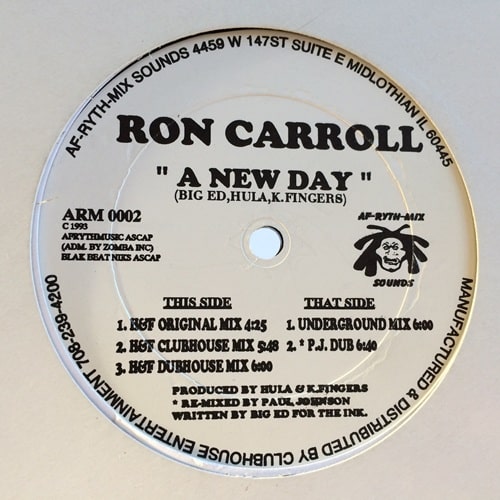 AF-RYTH-MIX SOUNDS 4459 W 147ST SUITE E MIDLOTHIAN IL 60445
RON CARROLL
" A NEW DAY "
(BIG ED,HULA,K.FINGERS)
ARM 0002
C 1993
AFRYTHMUSIC ASCAP
(ADM. BY ZOMBA INC)
BLAK BEAT NIKS ASCAP
AF-RYTH-MIX
SOUNDS
THIS SIDE
1. H&F ORIGINAL MIX 4:25
2. H&F CLUBHOUSE MIX 5:48
3. H&F DUBHOUSE MIX 6:00
THAT SIDE
1. UNDERGROUND MIX 6:00
2. * P.J. DUB 6:40
PRODUCED BY HULA & K.FINGERS
* RE-MIXED BY PAUL JOHNSON
WRITTEN BY BIG ED FOR THE INK.
MANUFACTURED & DISTRIBUTED BY CLUBHOUSE ENTERTAINMENT 708-239-4200